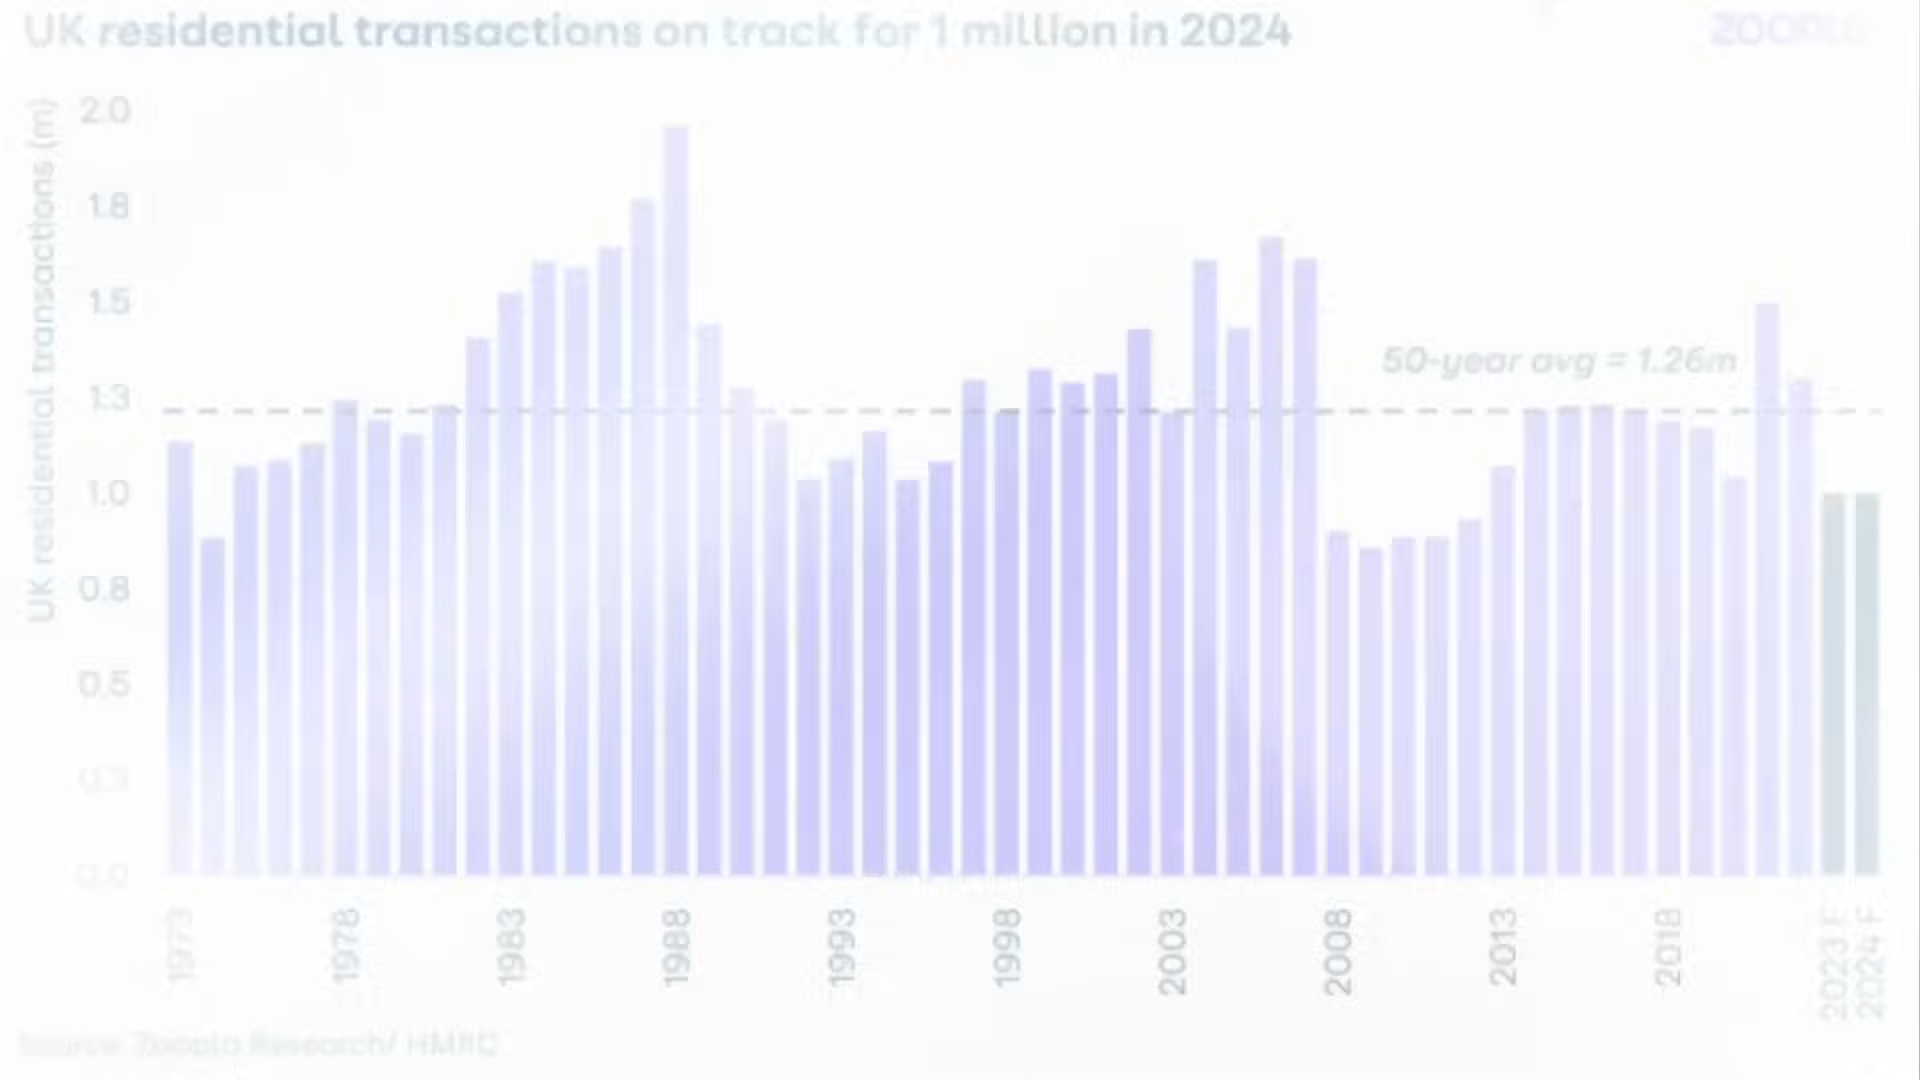 UK residential transactions on track for 1 million in 2024
ZOOPLA
UK residential transactions (m)
2.0
1.8
1.5
1.3
1.0
0.8
0.5
0.3
0.0
50-year avg = 1.26m
1973
1978
1983
1988
1993
1998
2003
2008
2013
2018
2023 E
2024 F
Source: Zoopla Research/ HMRC